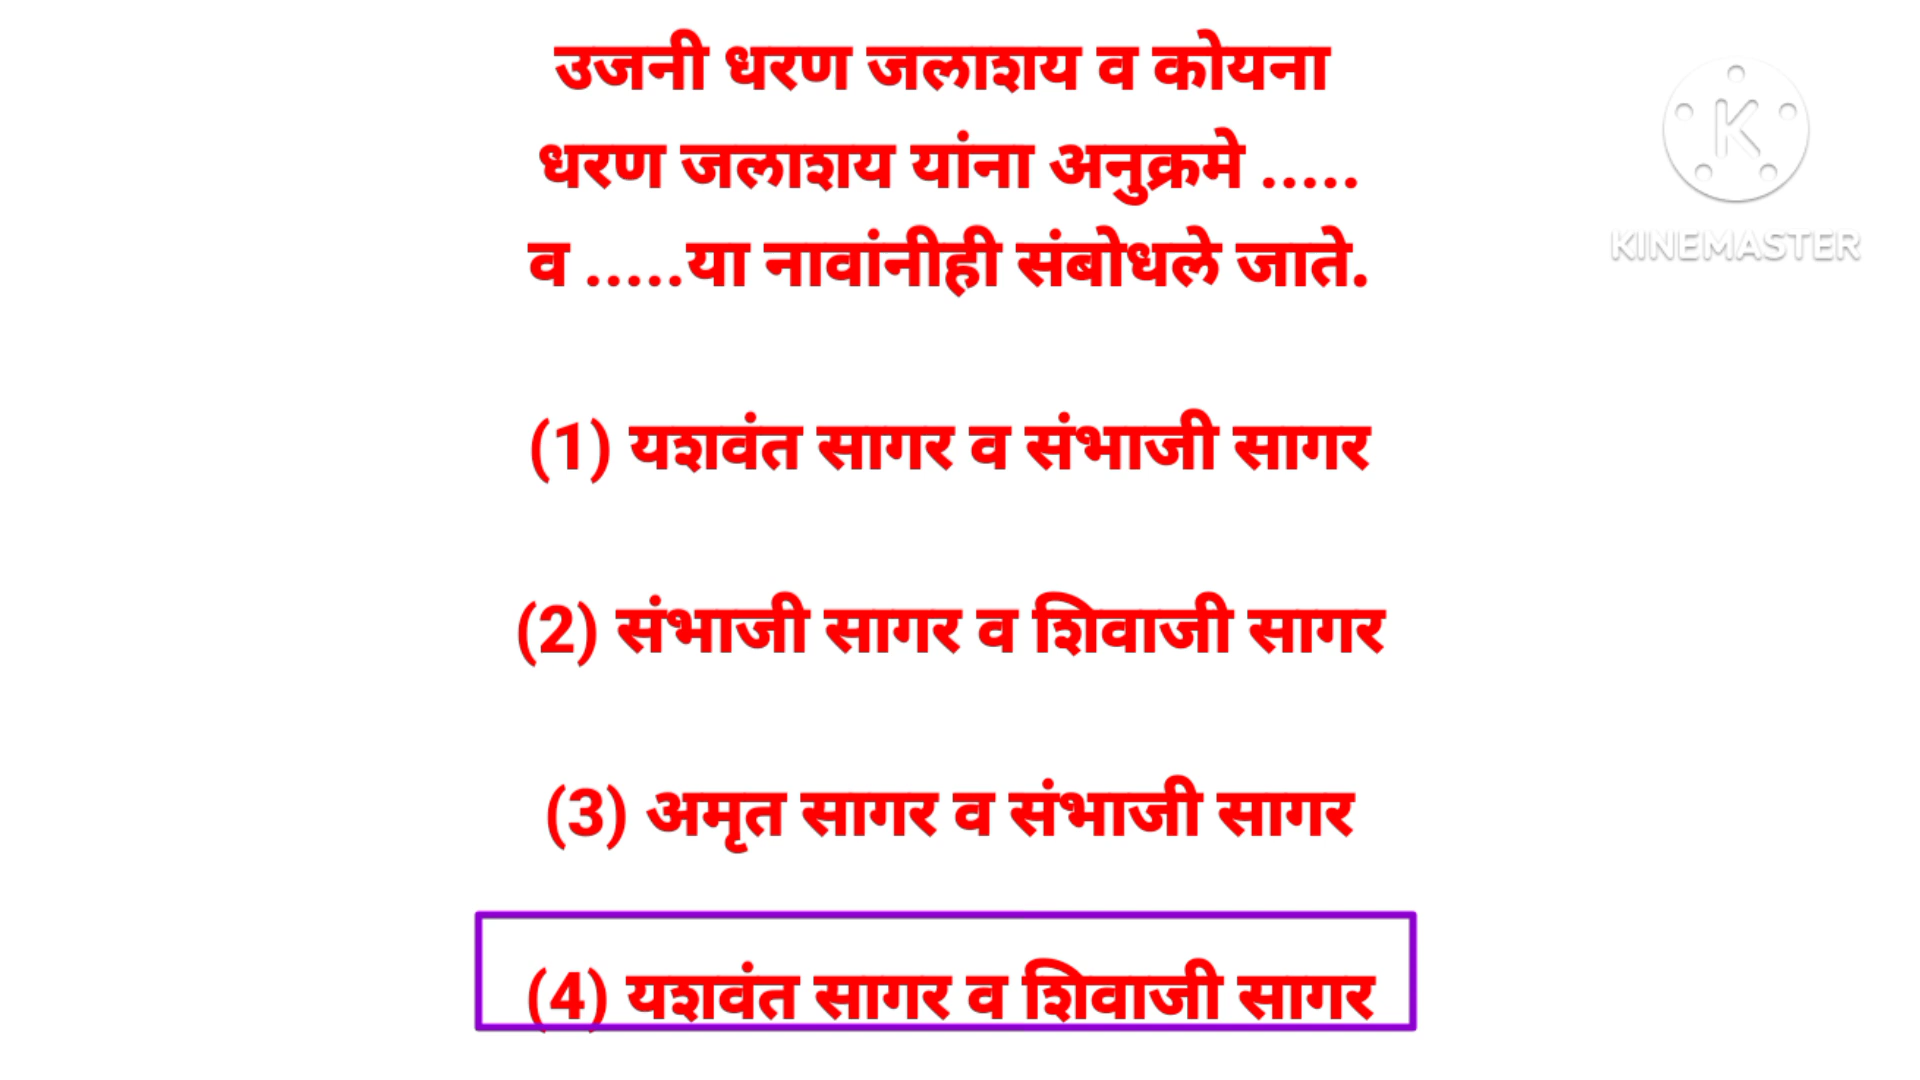 उजनी धरण जलाशय व कोयना
धरण जलाशय यांना अनुक्रमे .....
व .....या नावांनीही संबोधले जाते.
(1) यशवंत सागर व संभाजी सागर
(2) संभाजी सागर व शिवाजी सागर
(3) अमृत सागर व संभाजी सागर
(4) यशवंत सागर व शिवाजी सागर
K
KINEMASTER